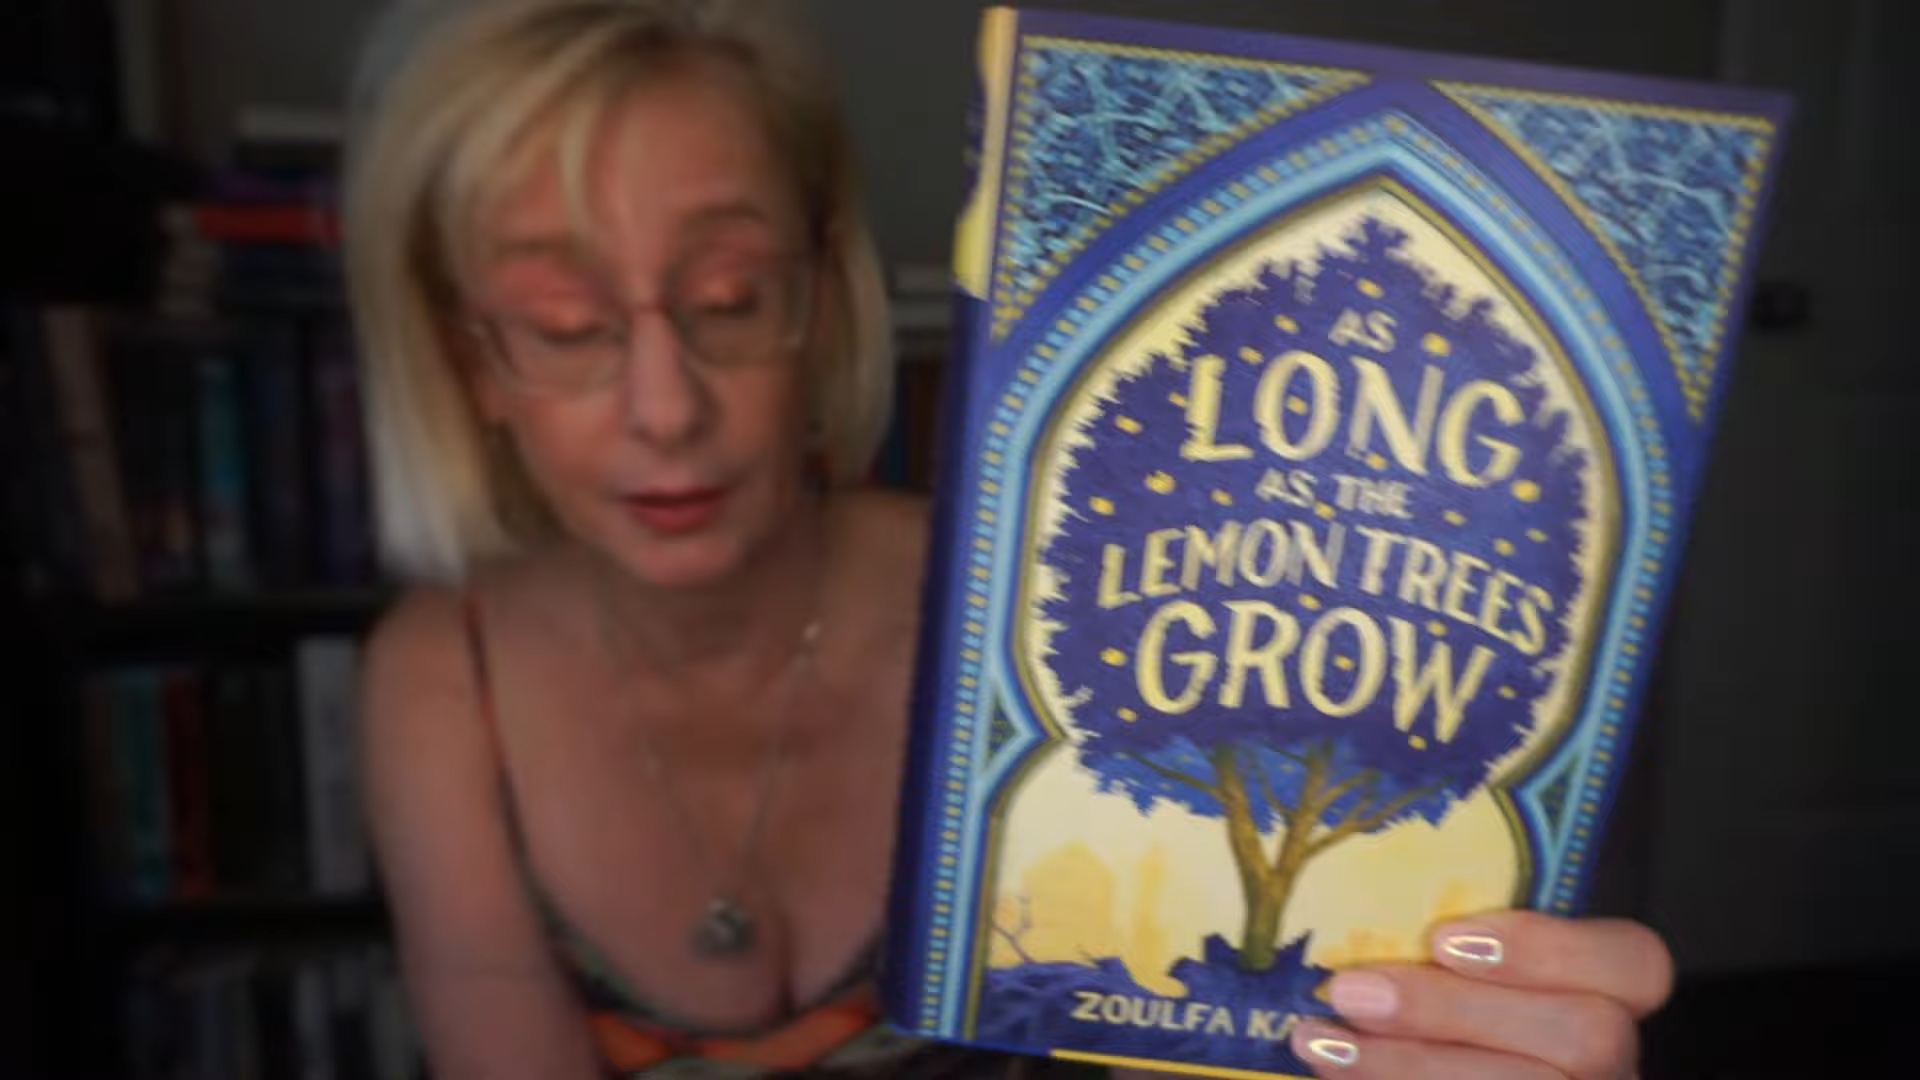 AS
LONG
AS THE
LEMON TREES
GROW
ZOULFA